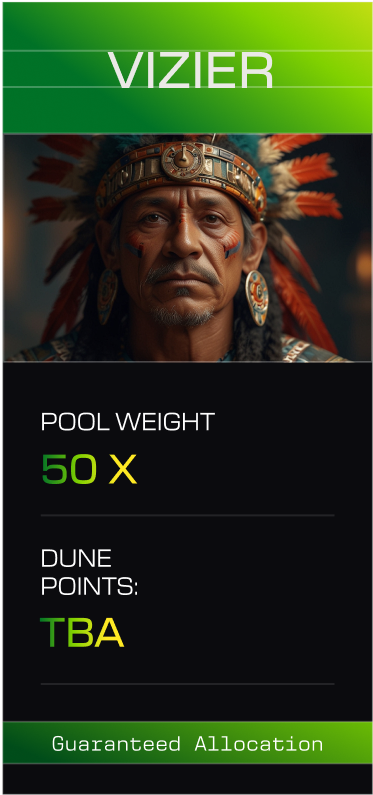 VIZIER
POOL WEIGHT
50 X
DUNE
POINTS:
TBA
Guaranteed Allocation